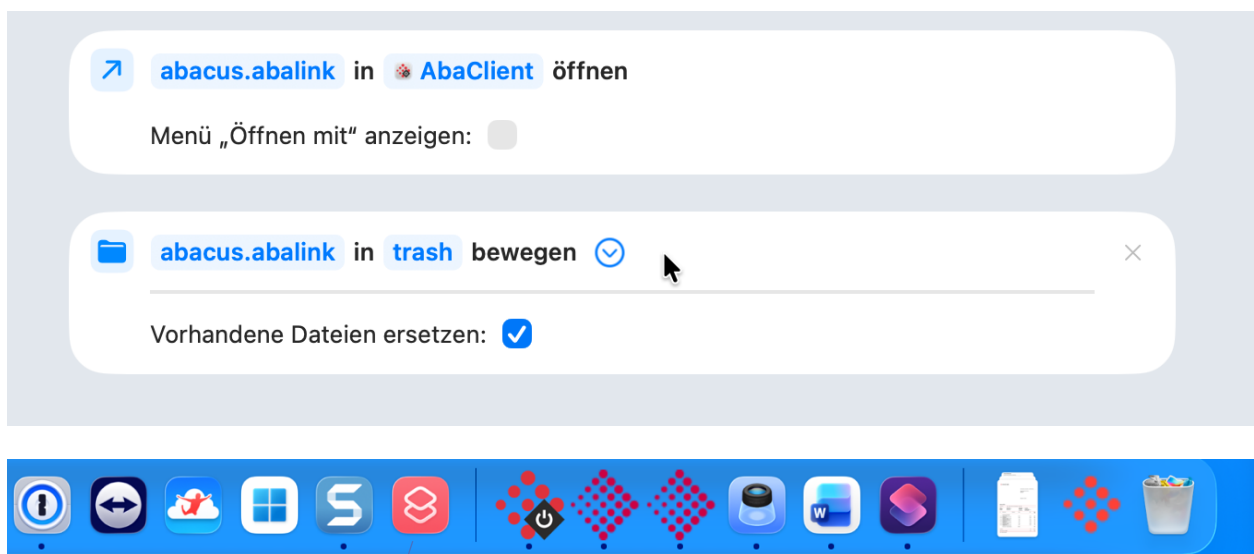 abacus.abalink in AbaClient öffnen
Menü „Öffnen mit“ anzeigen:
abacus.abalink in trash bewegen
Vorhandene Dateien ersetzen:
S
W